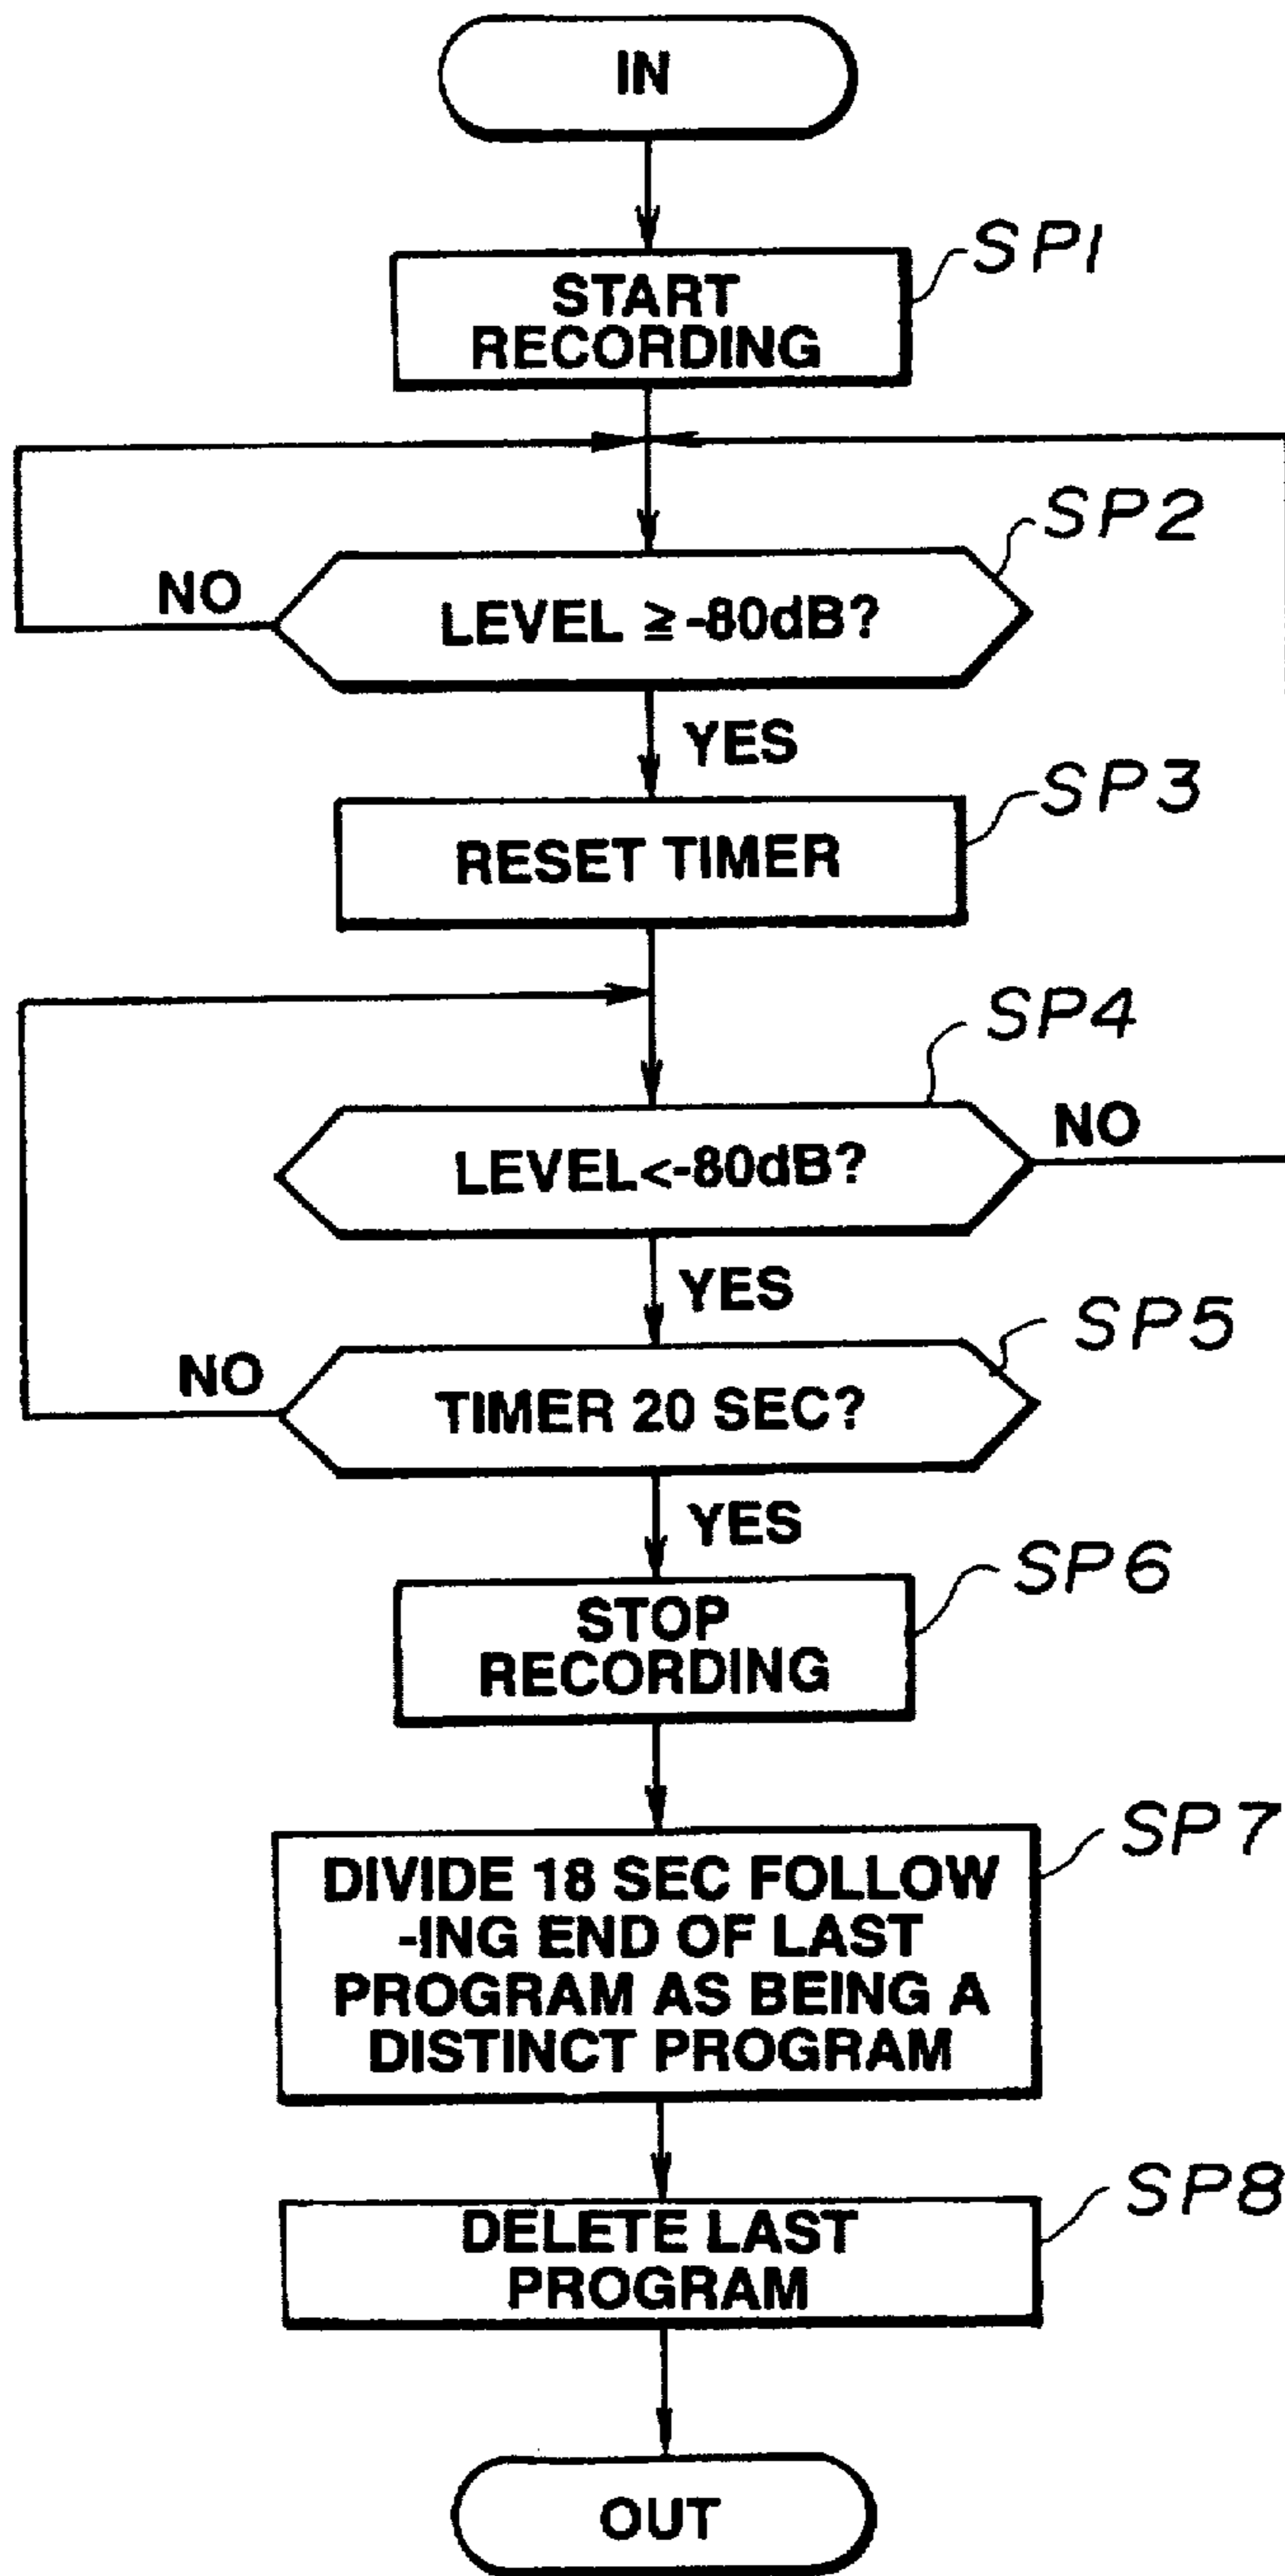 IN
SP1
START
RECORDING
SP2
NO
LEVEL ≧ -80dB?
YES
SP3
RESET TIMER
SP4
NO
LEVEL<-80dB?
YES
SP5
NO
TIMER 20 SEC?
YES
SP6
STOP
RECORDING
SP7
DIVIDE 18 SEC FOLLOW
-ING END OF LAST
PROGRAM AS BEING A
DISTINCT PROGRAM
SP8
DELETE LAST
PROGRAM
OUT